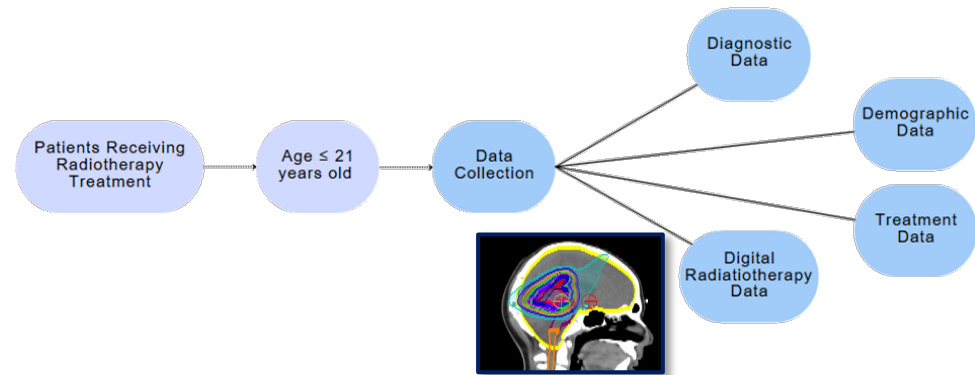 Patients Receiving
Radiotherapy
Treatment
Age ≤ 21
years old
Data
Collection
Diagnostic
Data
Demographic
Data
Treatment
Data
Digital
Radiatiotherapy
Data